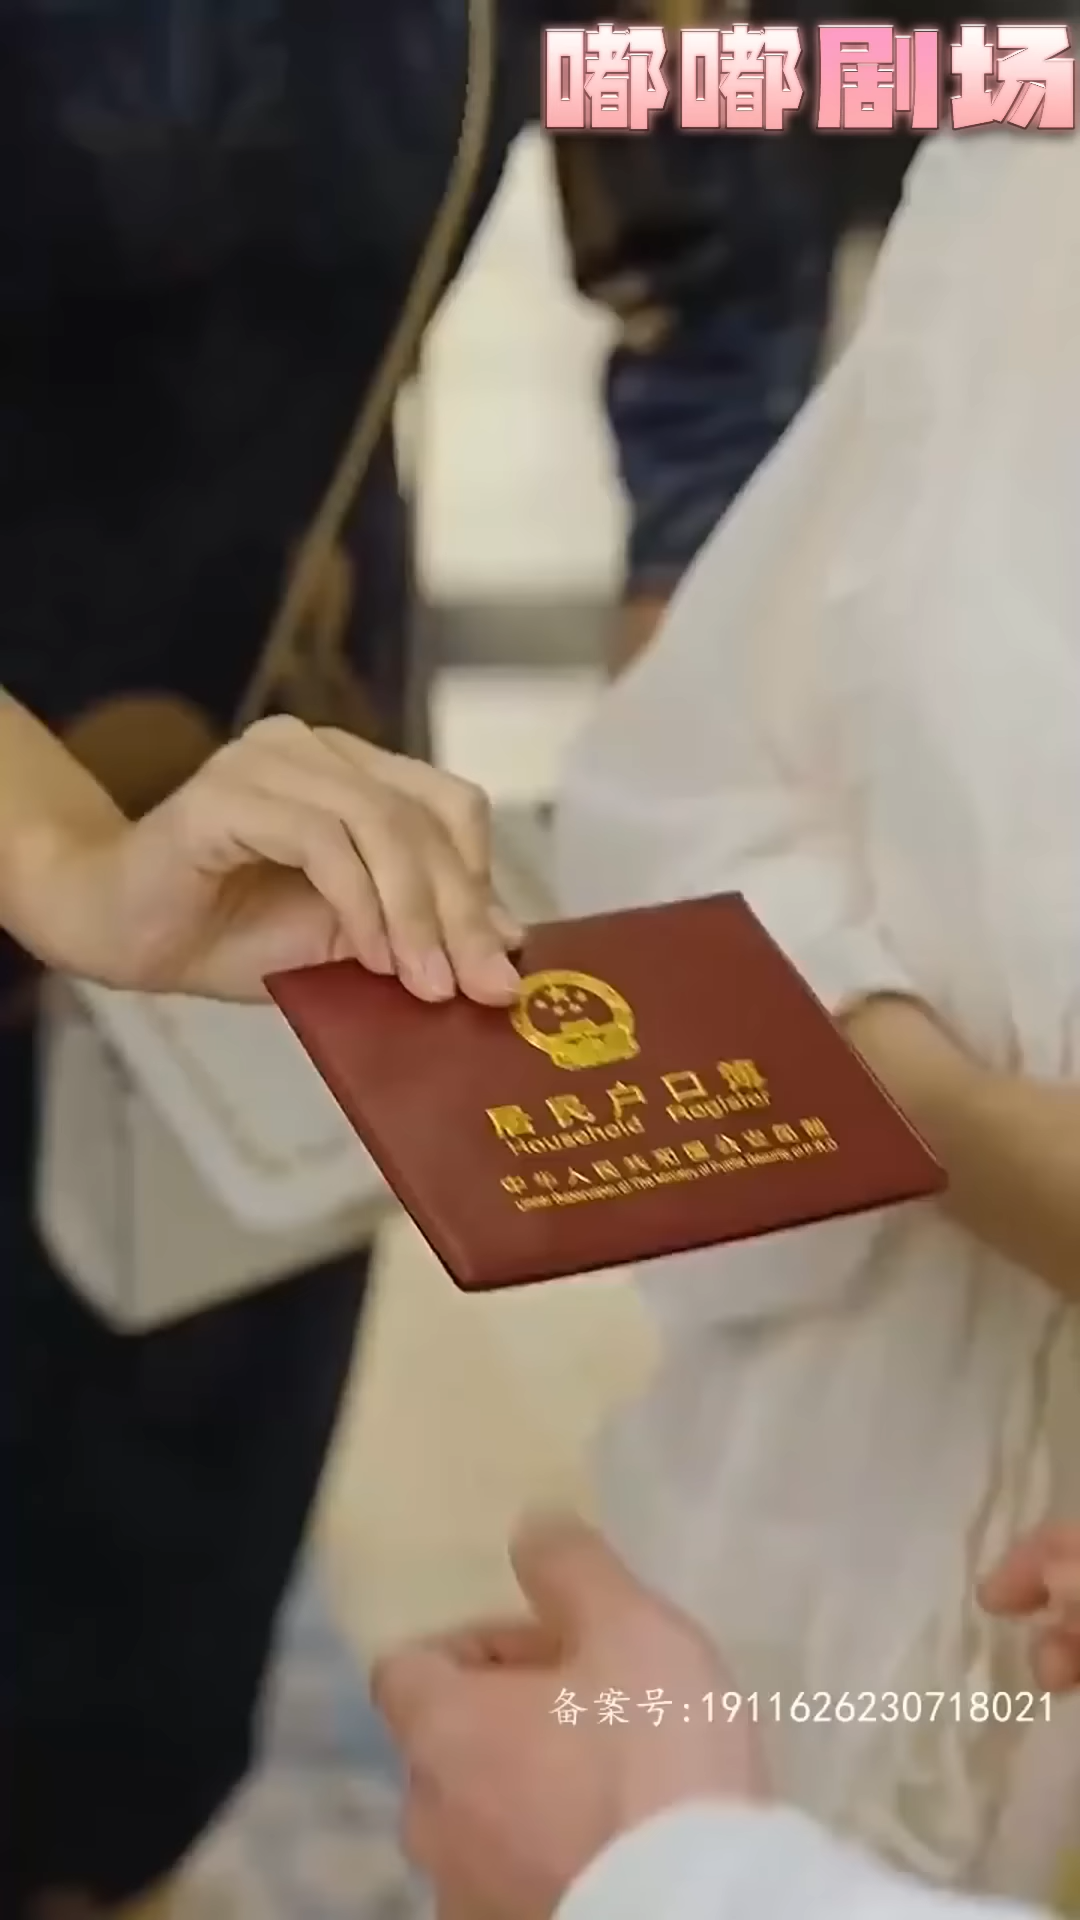 嘟嘟剧场
居民户口簿
Household Register
中华人民共和国公安部制
备案号:1911626230718021